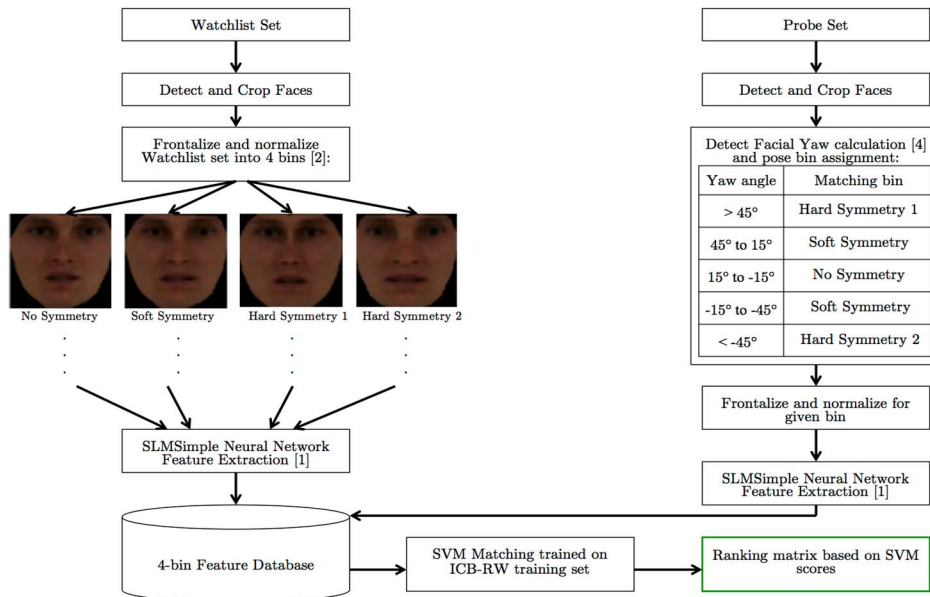 Watchlist Set
Detect and Crop Faces
Frontalize and normalize
Watchlist set into 4 bins [2]:
No Symmetry
Soft Symmetry
Hard Symmetry 1
Hard Symmetry 2
SLMSimple Neural Network
Feature Extraction [1]
4-bin Feature Database
Probe Set
Detect and Crop Faces
Detect Facial Yaw calculation [4]
and pose bin assignment:
Yaw angle Matching bin
> 45° Hard Symmetry 1
45° to 15° Soft Symmetry
15° to -15° No Symmetry
-15° to -45° Soft Symmetry
< -45° Hard Symmetry 2
Frontalize and normalize for
given bin
SLMSimple Neural Network
Feature Extraction [1]
SVM Matching trained on
ICB-RW training set
Ranking matrix based on SVM
scores